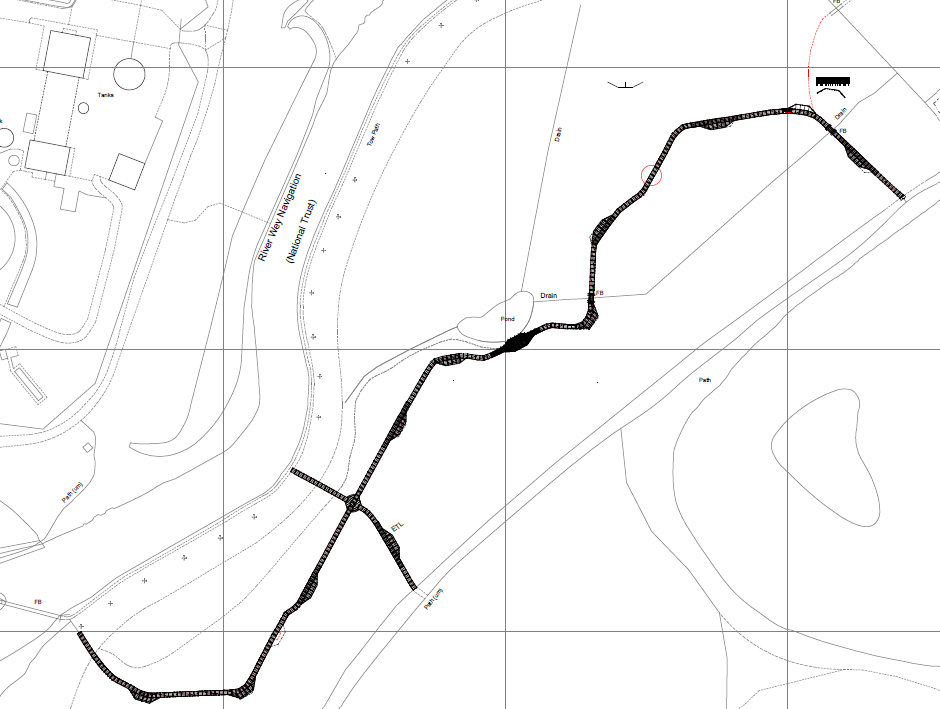 FB
Tanks
Tow Path
Drain
Drain
FB
River Wey Navigation
(National Trust)
Drain
FB
Pond
Path
Path (um)
ETL
Path (um)
FB